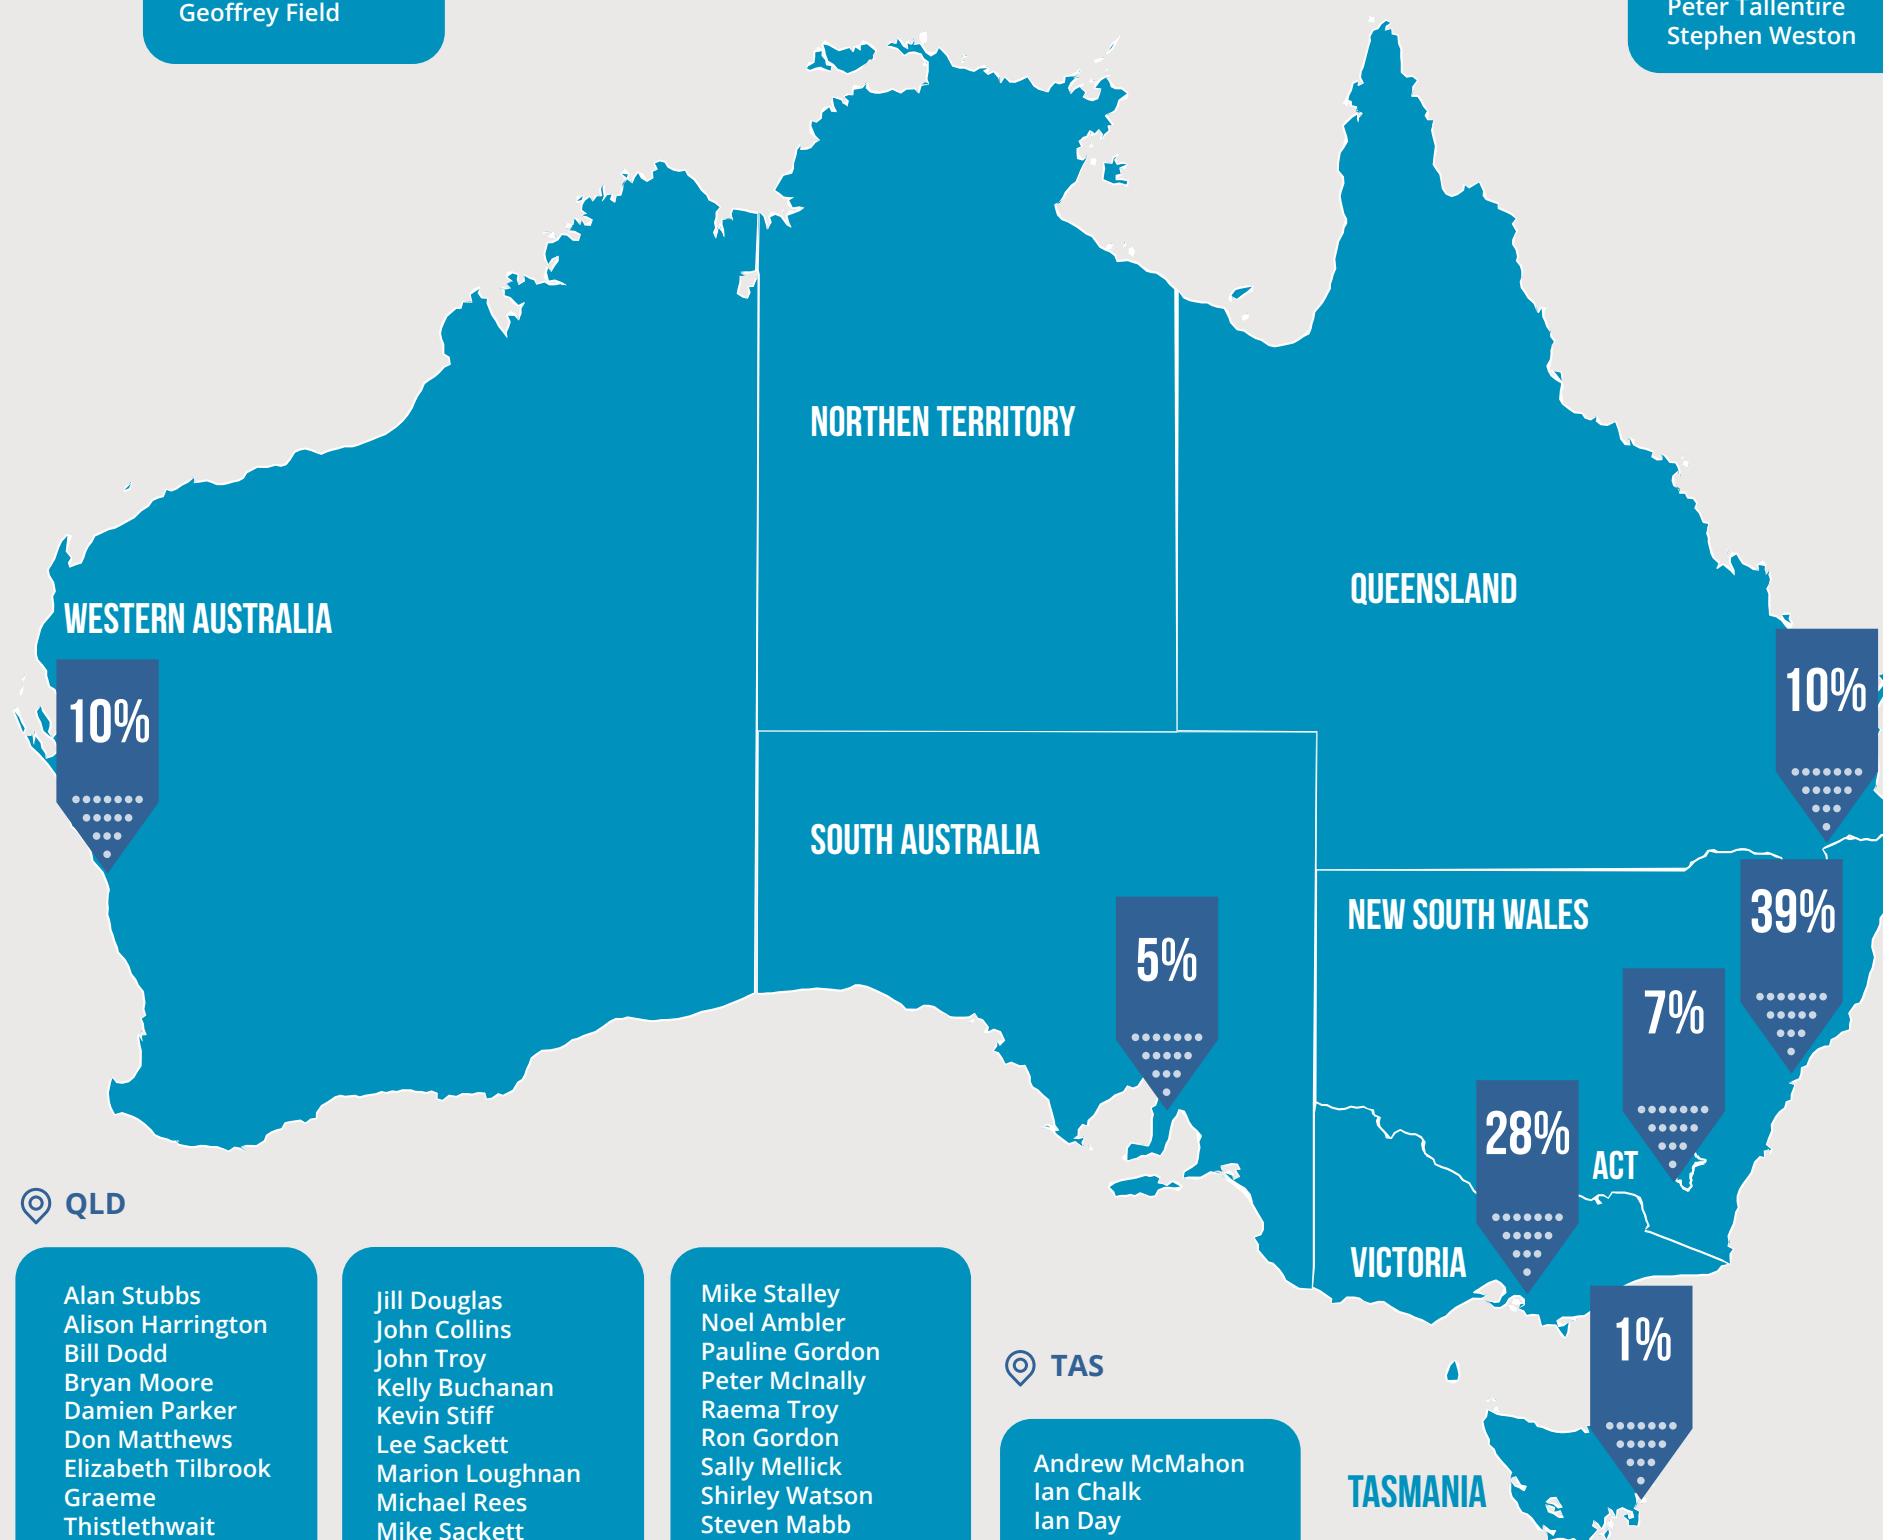 Geoffrey Field
Peter Tallentire
Stephen Weston
NORTHEN TERRITORY
QUEENSLAND
WESTERN AUSTRALIA
10%
10%
SOUTH AUSTRALIA
NEW SOUTH WALES
39%
5%
7%
28%
ACT
VICTORIA
1%
TASMANIA
QLD
Alan Stubbs
Alison Harrington
Bill Dodd
Bryan Moore
Damien Parker
Don Matthews
Elizabeth Tilbrook
Graeme
Thistlethwait
Jill Douglas
John Collins
John Troy
Kelly Buchanan
Kevin Stiff
Lee Sackett
Marion Loughnan
Michael Rees
Mike Sackett
Mike Stalley
Noel Ambler
Pauline Gordon
Peter McInally
Raema Troy
Ron Gordon
Sally Mellick
Shirley Watson
Steven Mabb
TAS
Andrew McMahon
Ian Chalk
Ian Day